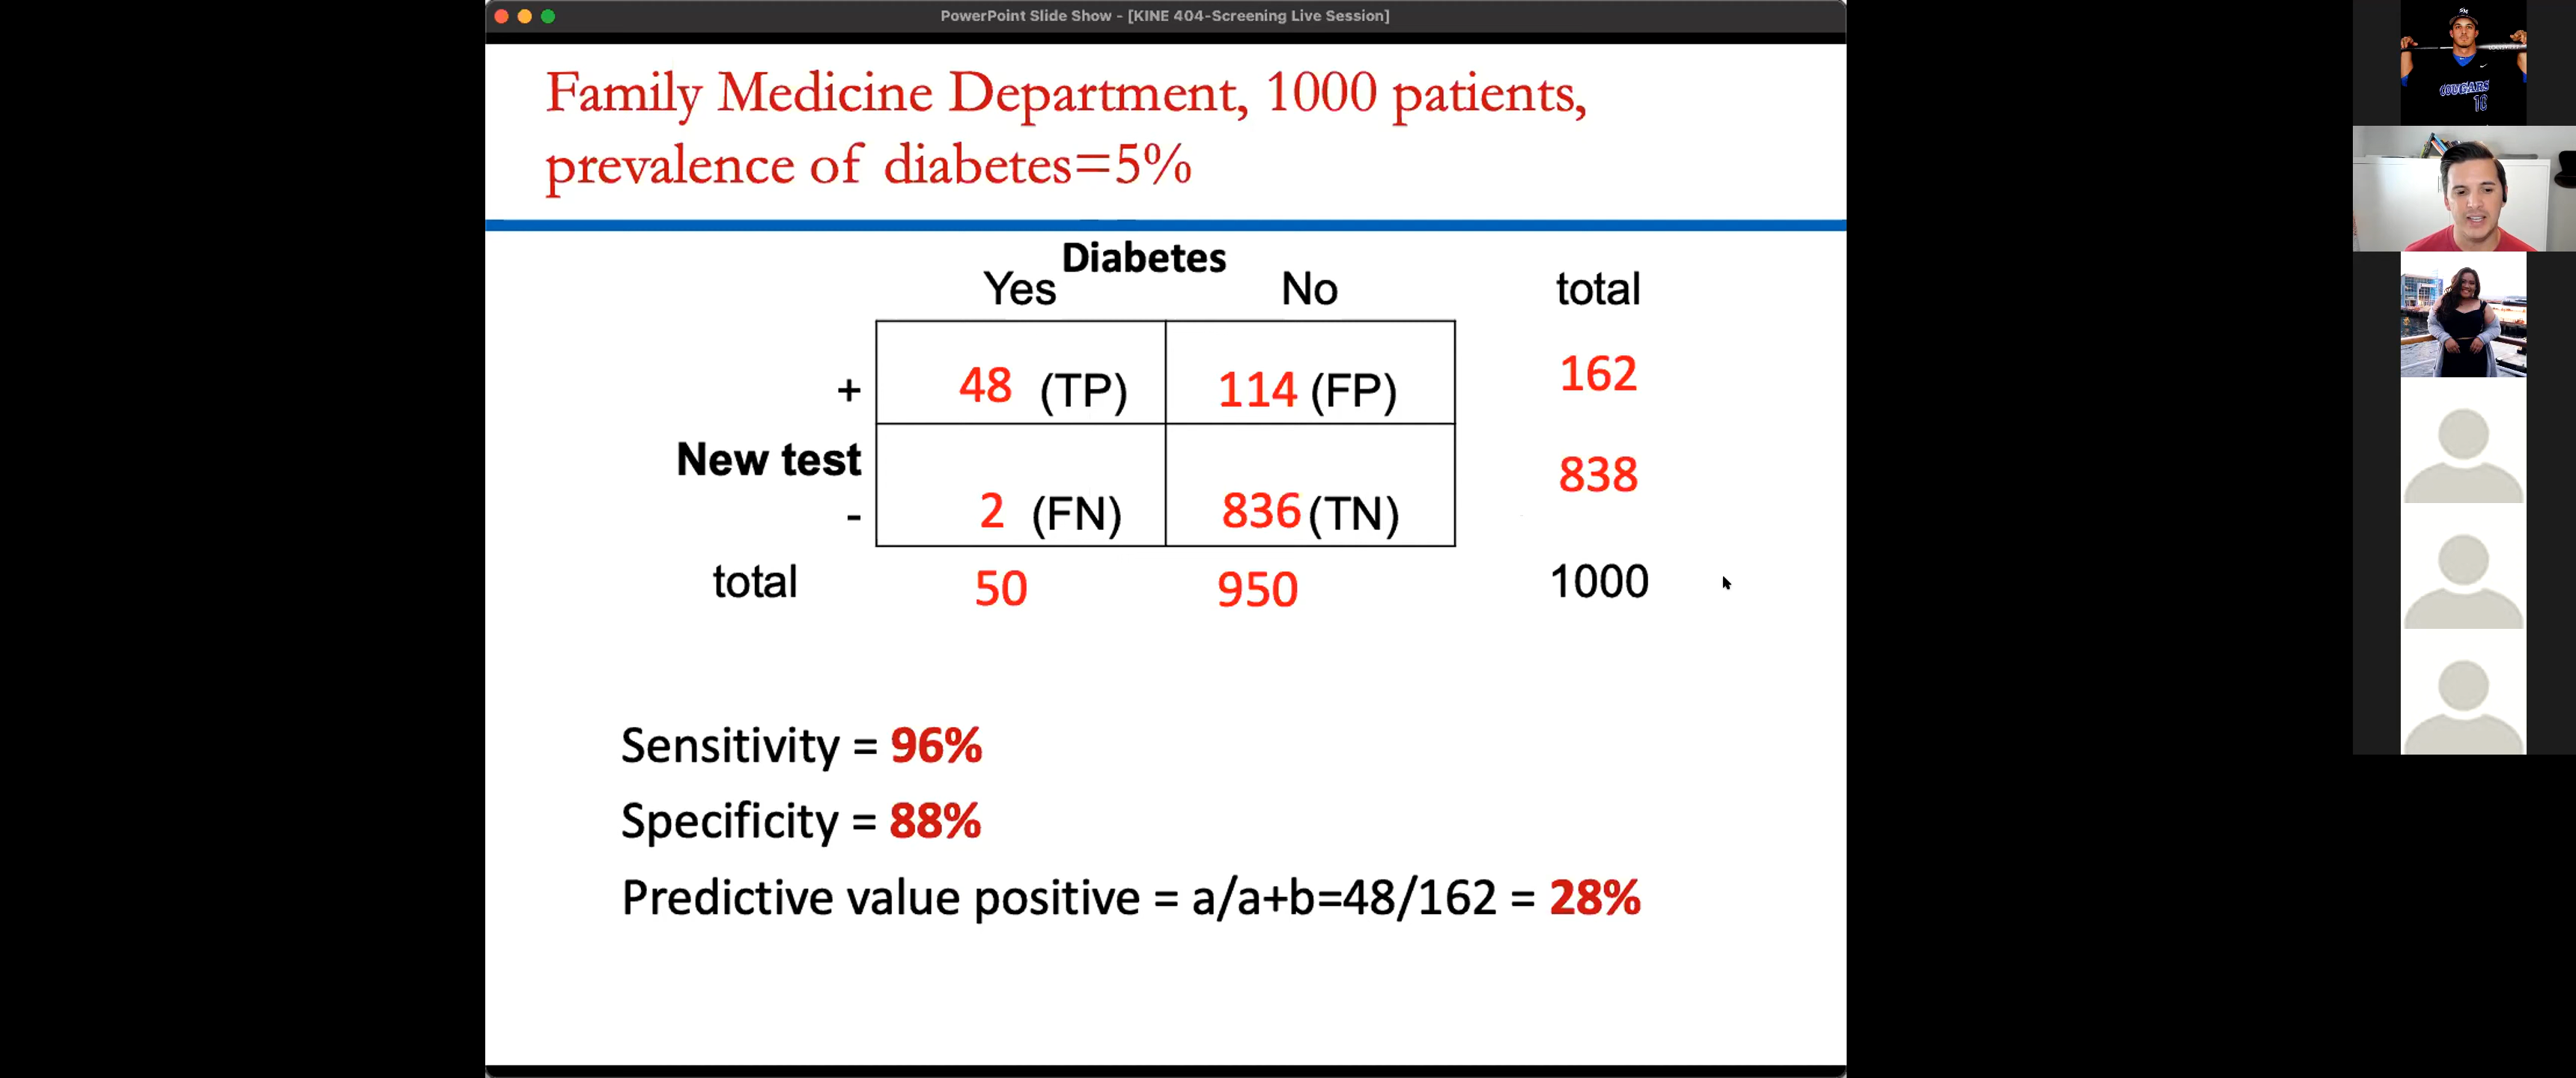 PowerPoint Slide Show - [KINE 404-Screening Live Session]
Family Medicine Department, 1000 patients,
prevalence of diabetes=5%
Diabetes
Yes No total
+ 48 (TP) 114 (FP) 162
New test 838
- 2 (FN) 836 (TN)
total 50 950 1000
Sensitivity = 96%
Specificity = 88%
Predictive value positive = a/a+b=48/162 = 28%
COUGARS